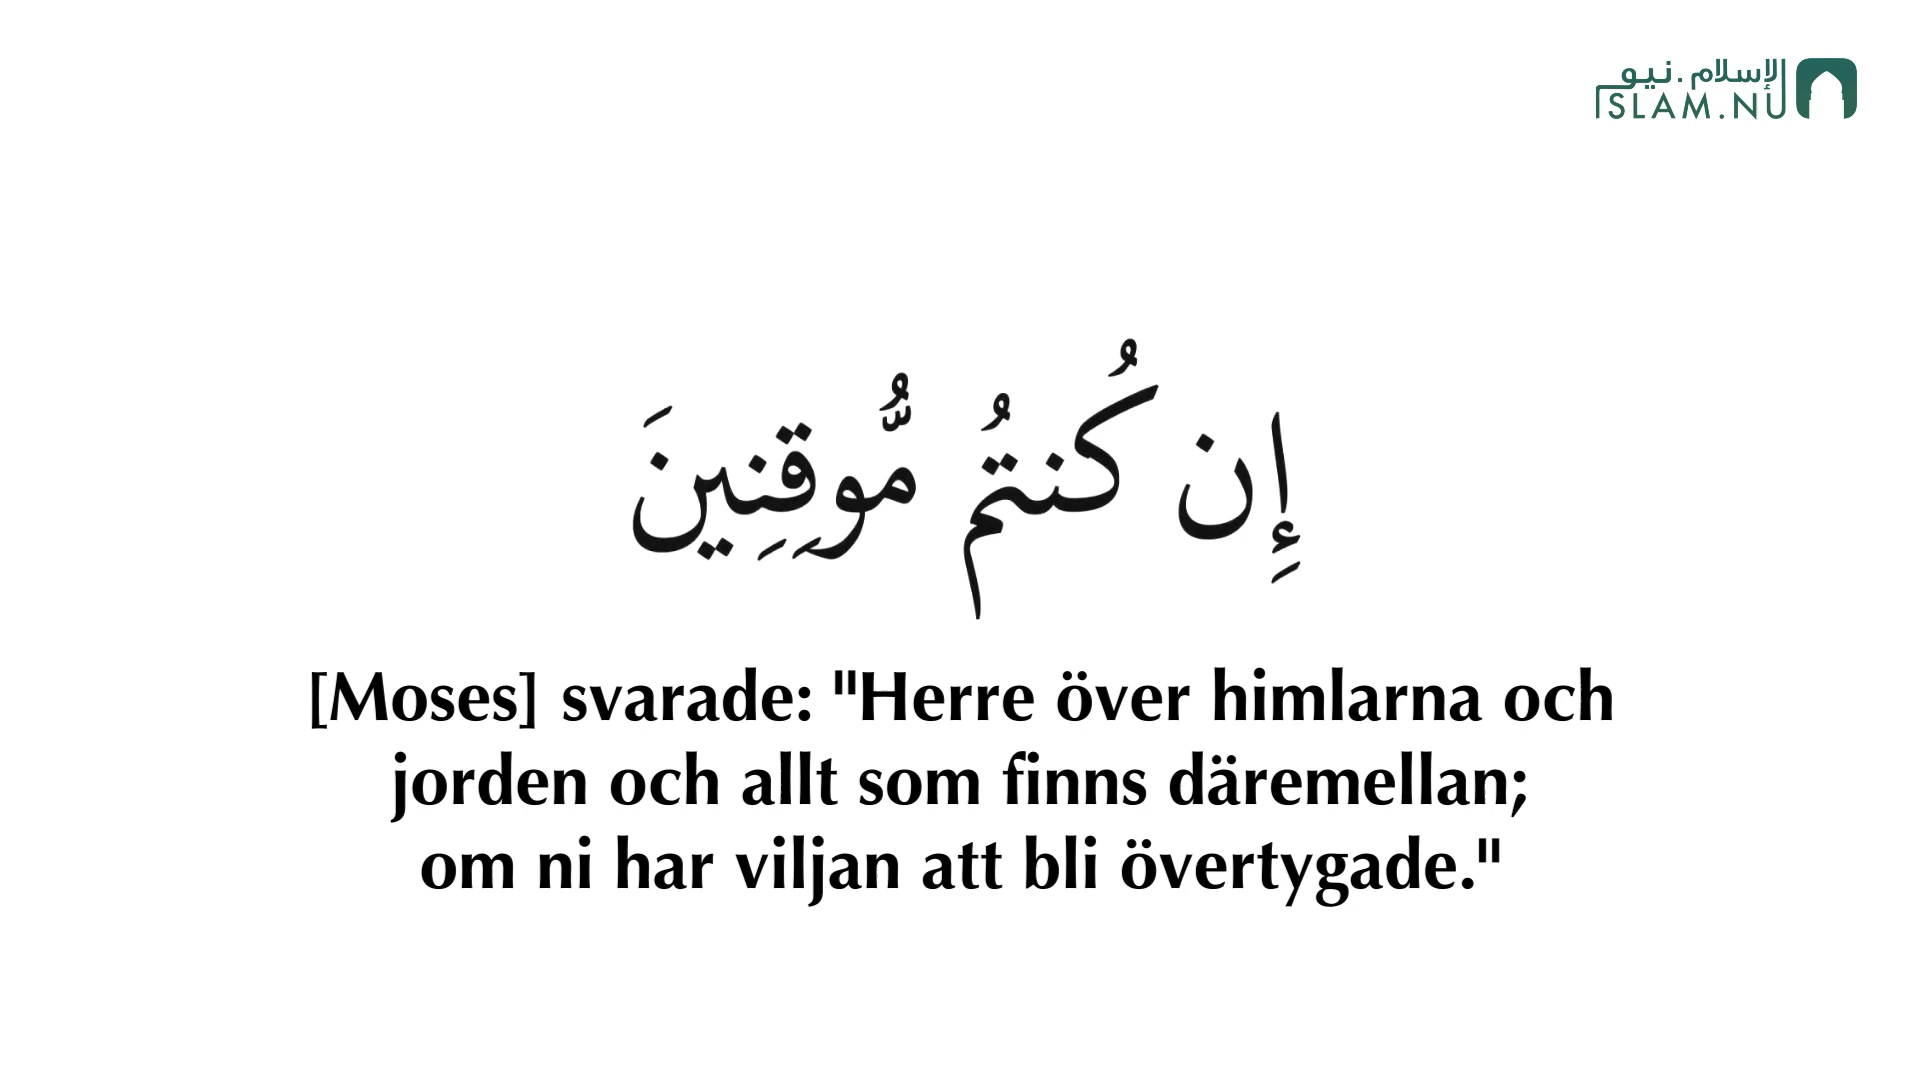 الإسلام.نيو
ISLAM.NU
إِن كُنتُم مُّوقِنِينَ
[Moses] svarade: "Herre över himlarna och
jorden och allt som finns däremellan;
om ni har viljan att bli övertygade."